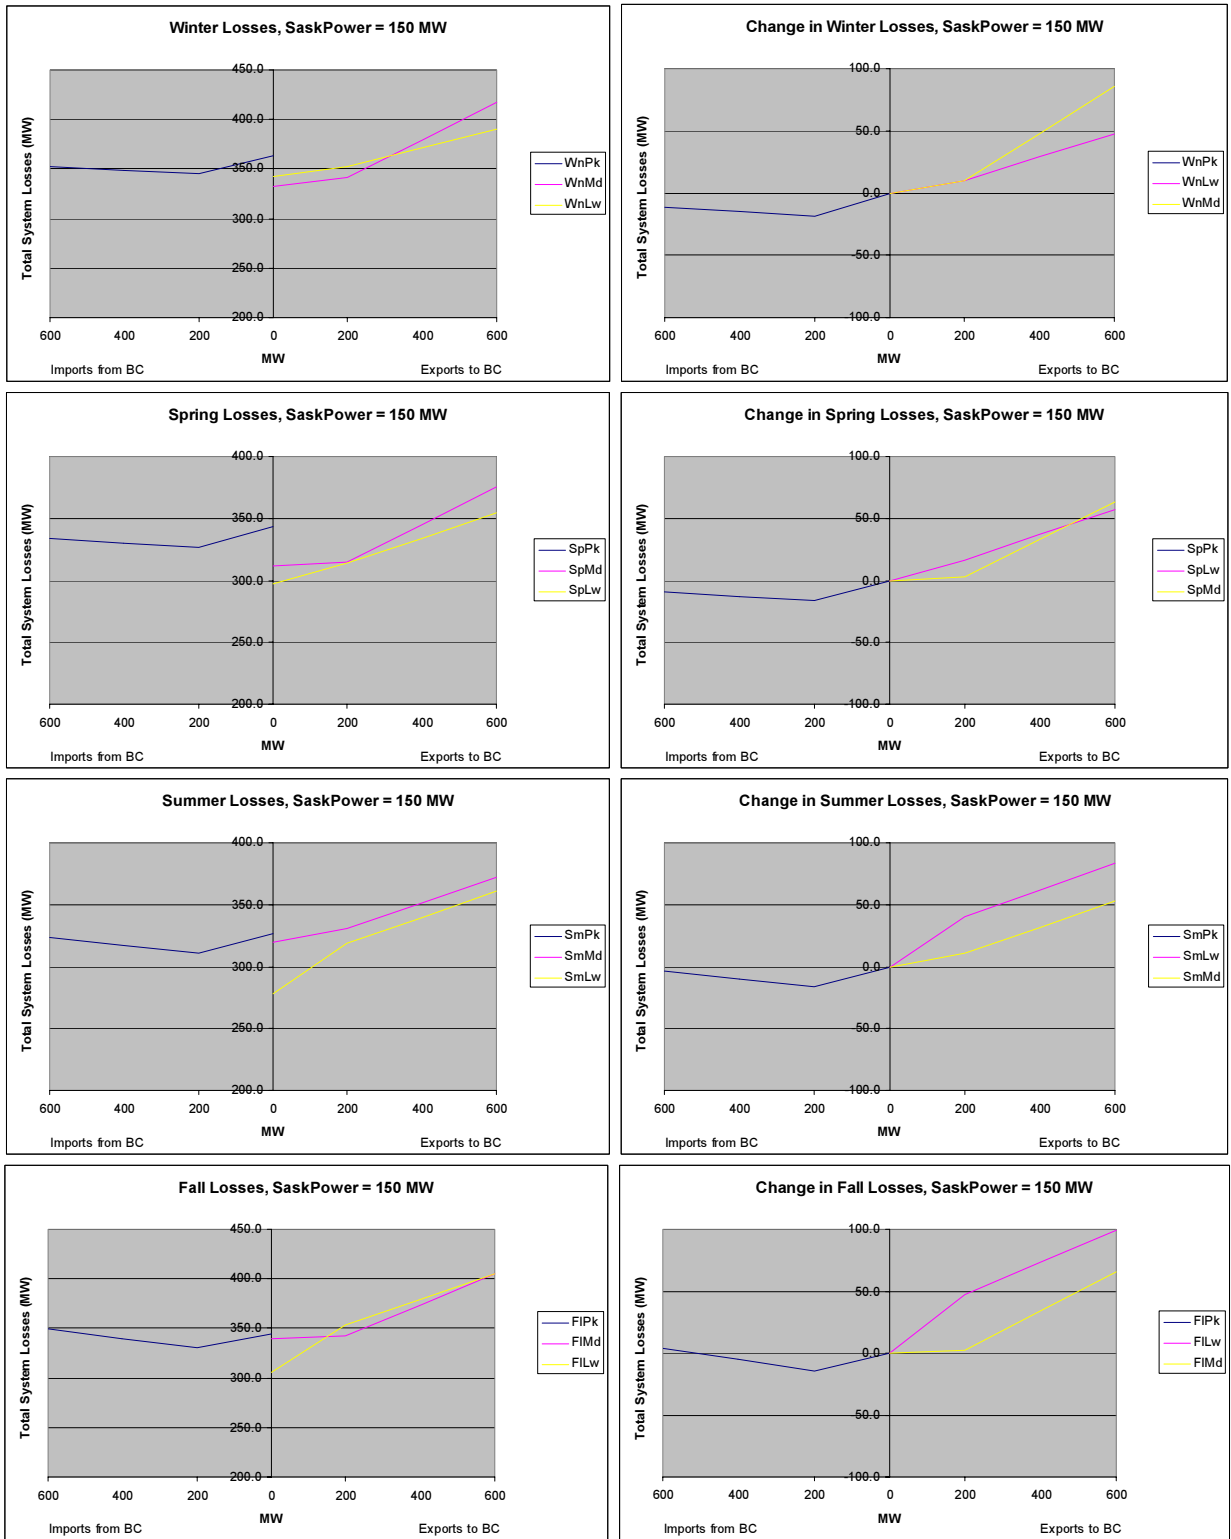 Winter Losses, SaskPower = 150 MW
Total System Losses (MW)
450.0
400.0
350.0
300.0
250.0
200.0
600 400 200 0 200 400 600
MW
Imports from BC Exports to BC
WnPk
WnMd
WnLw
Change in Winter Losses, SaskPower = 150 MW
Total System Losses (MW)
100.0
50.0
0.0
-50.0
-100.0
600 400 200 0 200 400 600
MW
Imports from BC Exports to BC
WnPk
WnLw
WnMd
Spring Losses, SaskPower = 150 MW
Total System Losses (MW)
400.0
350.0
300.0
250.0
200.0
600 400 200 0 200 400 600
MW
Imports from BC Exports to BC
SpPk
SpMd
SpLw
Change in Spring Losses, SaskPower = 150 MW
Total System Losses (MW)
100.0
50.0
0.0
-50.0
-100.0
600 400 200 0 200 400 600
MW
Imports from BC Exports to BC
SpPk
SpLw
SpMd
Summer Losses, SaskPower = 150 MW
Total System Losses (MW)
400.0
350.0
300.0
250.0
200.0
600 400 200 0 200 400 600
MW
Imports from BC Exports to BC
SmPk
SmMd
SmLw
Change in Summer Losses, SaskPower = 150 MW
Total System Losses (MW)
100.0
50.0
0.0
-50.0
-100.0
600 400 200 0 200 400 600
MW
Imports from BC Exports to BC
SmPk
SmLw
SmMd
Fall Losses, SaskPower = 150 MW
Total System Losses (MW)
450.0
400.0
350.0
300.0
250.0
200.0
600 400 200 0 200 400 600
MW
Imports from BC Exports to BC
FlPk
FlMd
FlLw
Change in Fall Losses, SaskPower = 150 MW
Total System Losses (MW)
100.0
50.0
0.0
-50.0
-100.0
600 400 200 0 200 400 600
MW
Imports from BC Exports to BC
FlPk
FlLw
FlMd